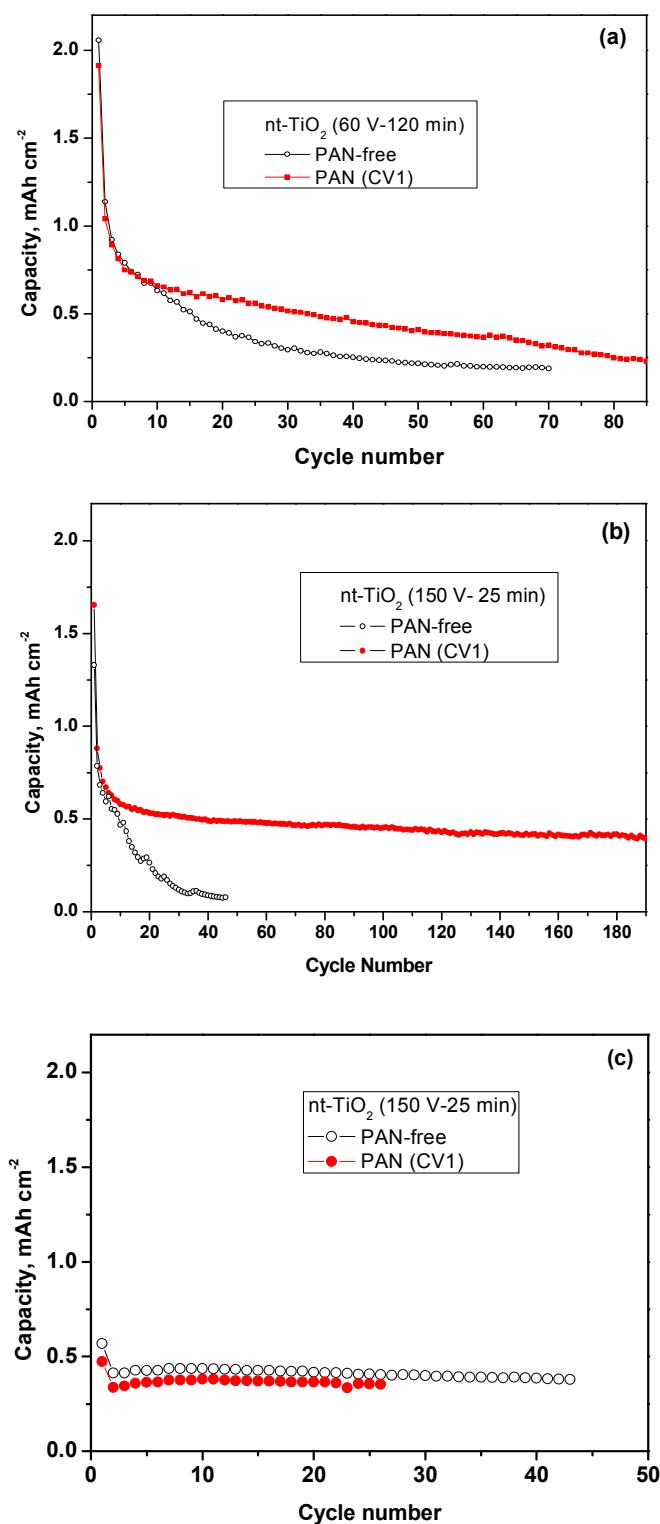 (a)
nt-TiO₂ (60 V-120 min)
PAN-free
PAN (CV1)
Capacity, mAh cm⁻²
2.0
1.5
1.0
0.5
0.0
0 10 20 30 40 50 60 70 80
Cycle number
(b)
nt-TiO₂ (150 V- 25 min)
PAN-free
PAN (CV1)
Capacity, mAh cm⁻²
2.0
1.5
1.0
0.5
0.0
0 20 40 60 80 100 120 140 160 180
Cycle Number
(c)
nt-TiO₂ (150 V-25 min)
PAN-free
PAN (CV1)
Capacity, mAh cm⁻²
2.0
1.5
1.0
0.5
0.0
0 10 20 30 40 50
Cycle number